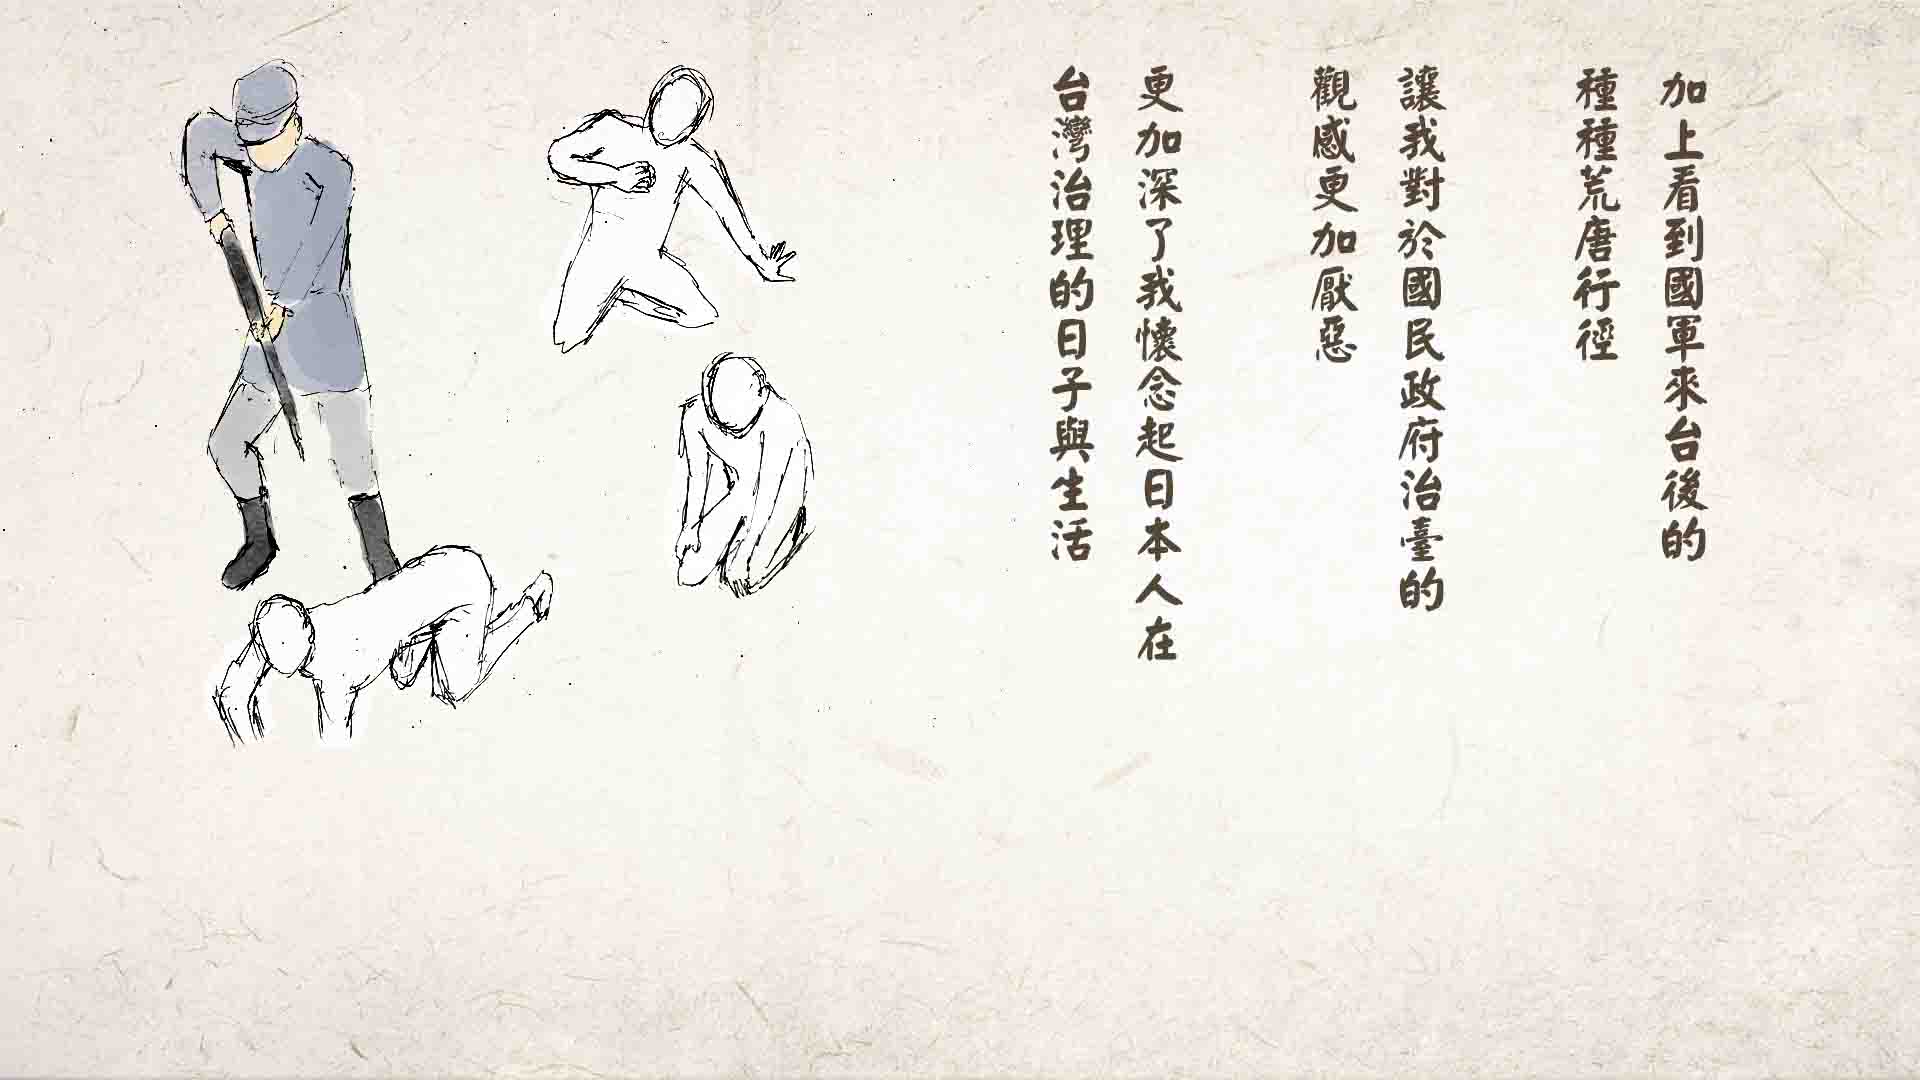 加上看到國軍來台後的
種種荒唐行徑
讓我對於國民政府治臺的
觀感更加厭惡
更加深了我懷念起日本人在
台灣治理的日子與生活